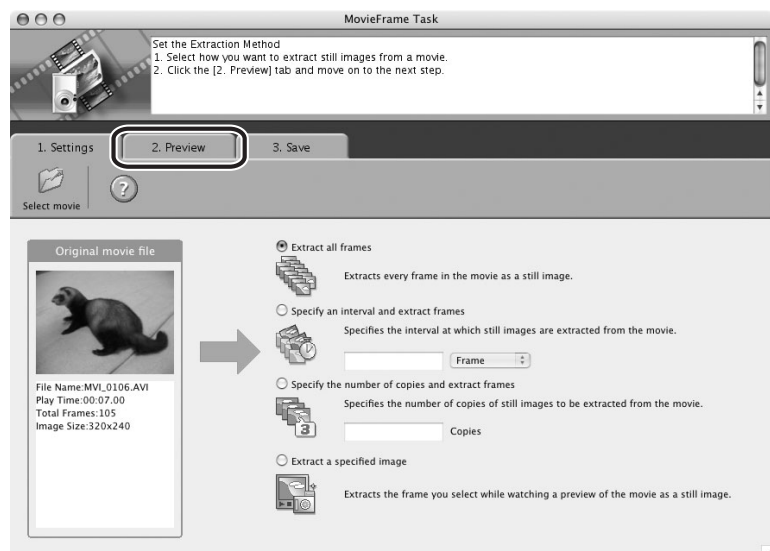 MovieFrame Task
Set the Extraction Method
1. Select how you want to extract still images from a movie.
2. Click the [2. Preview] tab and move on to the next step.
1. Settings
2. Preview
3. Save
Select movie
?
Original movie file
File Name:MVI_0106.AVI
Play Time:00:07.00
Total Frames:105
Image Size:320x240
Extract all frames
Extracts every frame in the movie as a still image.
Specify an interval and extract frames
Specifies the interval at which still images are extracted from the movie.
Frame
Specify the number of copies and extract frames
Specifies the number of copies of still images to be extracted from the movie.
3
Copies
Extract a specified image
Extracts the frame you select while watching a preview of the movie as a still image.